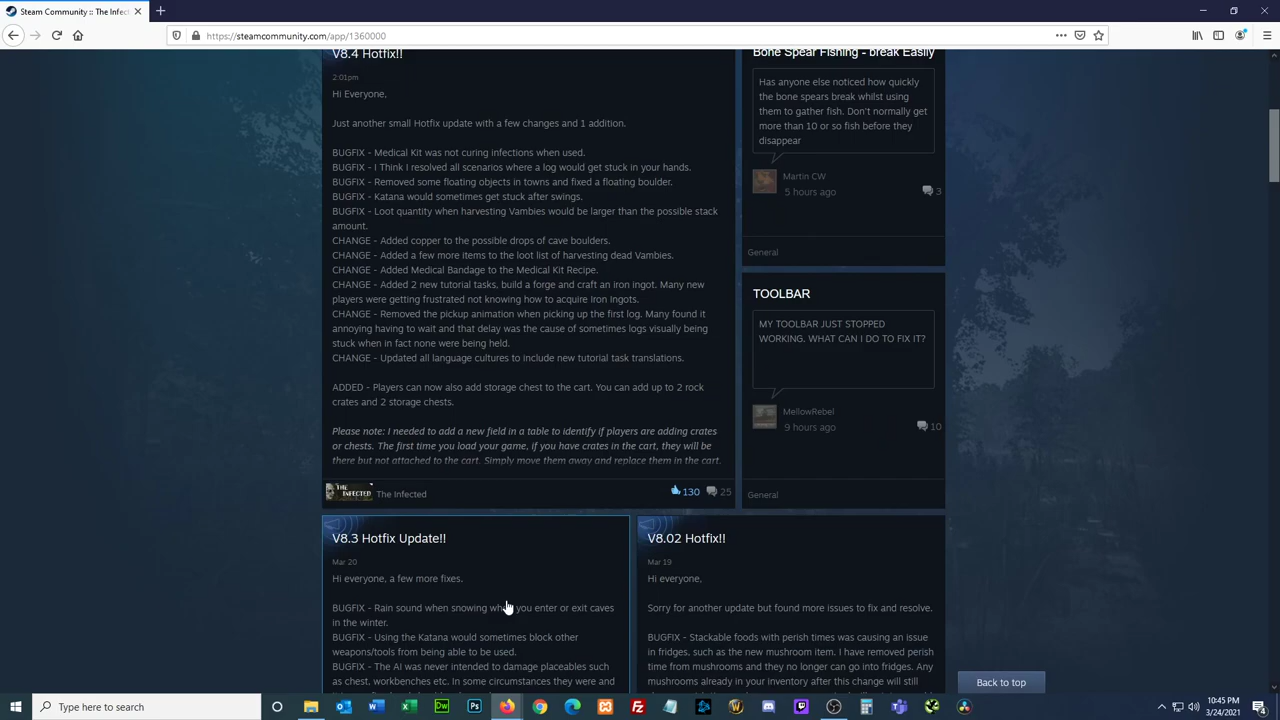 Steam Community :: The Infect
https://steamcommunity.com/app/1360000
V8.4 Hotfix!!
2:01pm
Hi Everyone,
Just another small Hotfix update with a few changes and 1 addition.
BUGFIX - Medical Kit was not curing infections when used.
BUGFIX - I Think I resolved all scenarios where a log would get stuck in your hands.
BUGFIX - Removed some floating objects in towns and fixed a floating boulder.
BUGFIX - Katana would sometimes get stuck after swings.
BUGFIX - Loot quantity when harvesting Vambies would be larger than the possible stack
amount.
CHANGE - Added copper to the possible drops of cave boulders.
CHANGE - Added a few more items to the loot list of harvesting dead Vambies.
CHANGE - Added Medical Bandage to the Medical Kit Recipe.
CHANGE - Added 2 new tutorial tasks, build a forge and craft an iron ingot. Many new
players were getting frustrated not knowing how to acquire Iron Ingots.
CHANGE - Removed the pickup animation when picking up the first log. Many found it
annoying having to wait and that delay was the cause of sometimes logs visually being
stuck when in fact none were being held.
CHANGE - Updated all language cultures to include new tutorial task translations.
ADDED - Players can now also add storage chest to the cart. You can add up to 2 rock
crates and 2 storage chests.
Please note: I needed to add a new field in a table to identify if players are adding crates
or chests. The first time you load your game, if you have crates in the cart, they will be
there but not attached to the cart. Simply move them away and replace them in the cart.
THE INFECTED
The Infected
130
25
Bone Spear Fishing - break Easily
Has anyone else noticed how quickly
the bone spears break whilst using
them to gather fish. Don't normally get
more than 10 or so fish before they
disappear
Martin CW
5 hours ago
3
General
TOOLBAR
MY TOOLBAR JUST STOPPED
WORKING. WHAT CAN I DO TO FIX IT?
MellowRebel
9 hours ago
10
General
V8.3 Hotfix Update!!
Mar 20
Hi everyone, a few more fixes.
BUGFIX - Rain sound when snowing you enter or exit caves
in the winter.
BUGFIX - Using the Katana would sometimes block other
weapons/tools from being able to be used.
BUGFIX - The AI was never intended to damage placeables such
as chest, workbenches etc. In some circumstances they were and
V8.02 Hotfix!!
Mar 19
Hi everyone,
Sorry for another update but found more issues to fix and resolve.
BUGFIX - Stackable foods with perish times was causing an issue
in fridges, such as the new mushroom item. I have removed perish
time from mushrooms and they no longer can go into fridges. Any
mushrooms already in your inventory after this change will still
Back to top
Type here to search
10:45 PM
3/24/2021
4